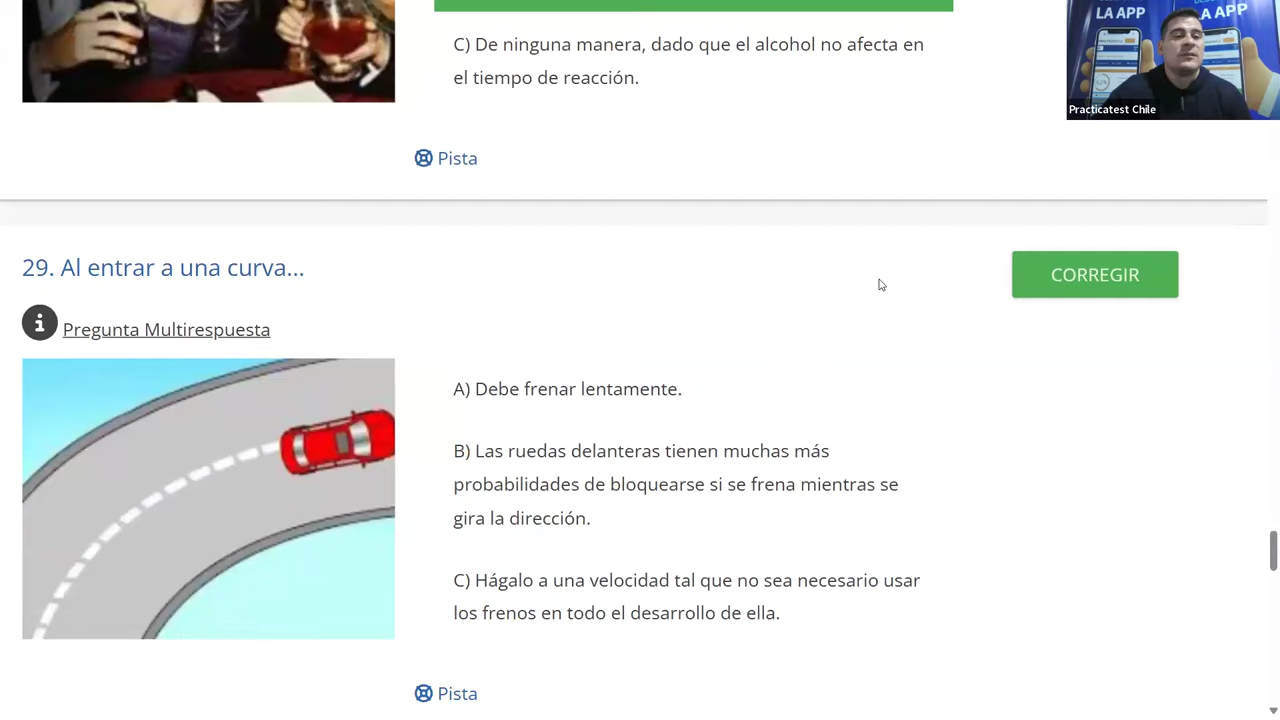 LA APP
LA APP
C) De ninguna manera, dado que el alcohol no afecta en
el tiempo de reacción.
Practicatest Chile
Pista
29. Al entrar a una curva...
CORREGIR
Pregunta Multirespuesta
A) Debe frenar lentamente.
B) Las ruedas delanteras tienen muchas más
probabilidades de bloquearse si se frena mientras se
gira la dirección.
C) Hágalo a una velocidad tal que no sea necesario usar
los frenos en todo el desarrollo de ella.
Pista